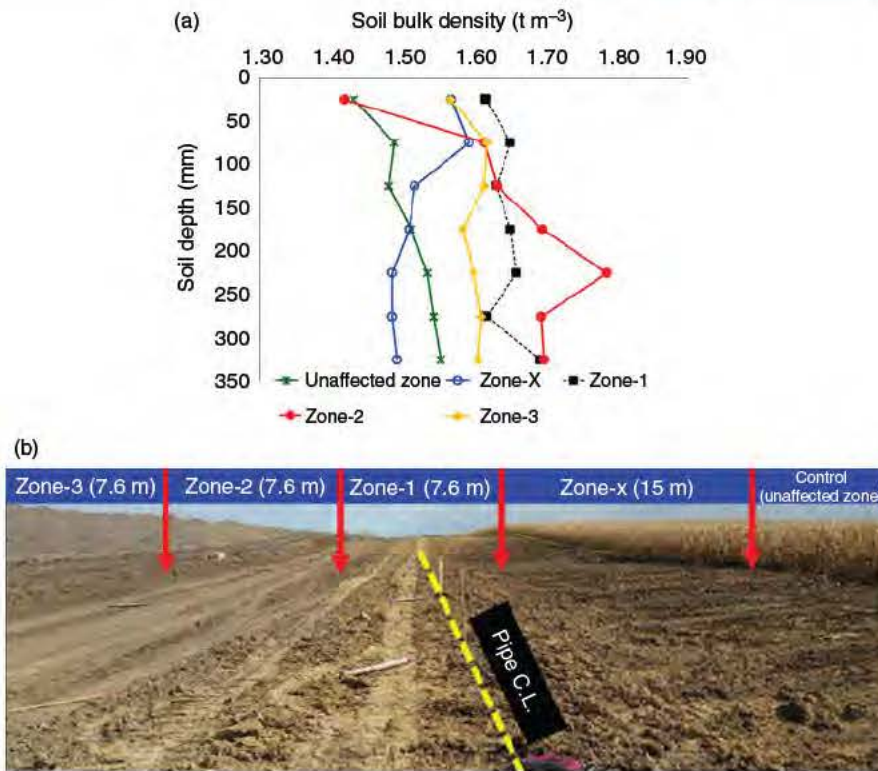 (a)
Soil bulk density (t m⁻³)
1.30 1.40 1.50 1.60 1.70 1.80 1.90
Soil depth (mm)
0
50
100
150
200
250
300
350
Unaffected zone Zone-X Zone-1
Zone-2 Zone-3
(b)
Zone-3 (7.6 m) Zone-2 (7.6 m) Zone-1 (7.6 m) Zone-x (15 m) Control
(unaffected zone
Pipe C.L.